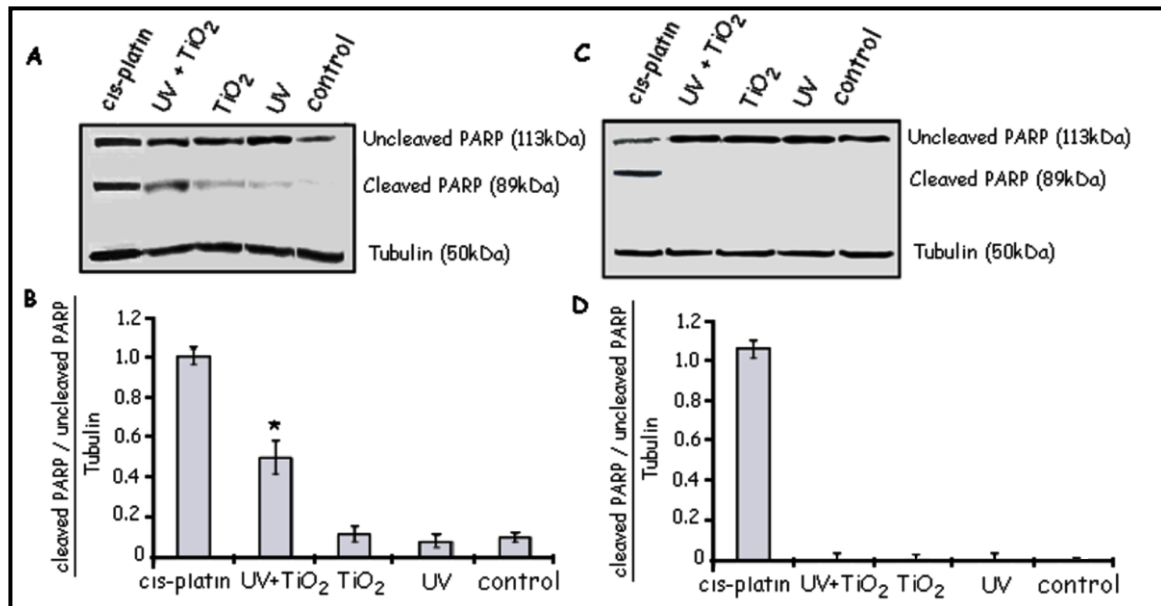 A
cis-platin
UV + TiO₂
TiO₂
UV
control
Uncleaved PARP (113kDa)
Cleaved PARP (89kDa)
Tubulin (50kDa)
B
cleaved PARP / uncleaved PARP
Tubulin
1.2
1.0
0.8
0.6
0.4
0.2
0
*
cis-platin UV+TiO₂ TiO₂ UV control
C
cis-platin
UV + TiO₂
TiO₂
UV
control
Uncleaved PARP (113kDa)
Cleaved PARP (89kDa)
Tubulin (50kDa)
D
cleaved PARP / uncleaved PARP
Tubulin
1.2
1.0
0.8
0.6
0.4
0.2
0
cis-platin UV+TiO₂ TiO₂ UV control